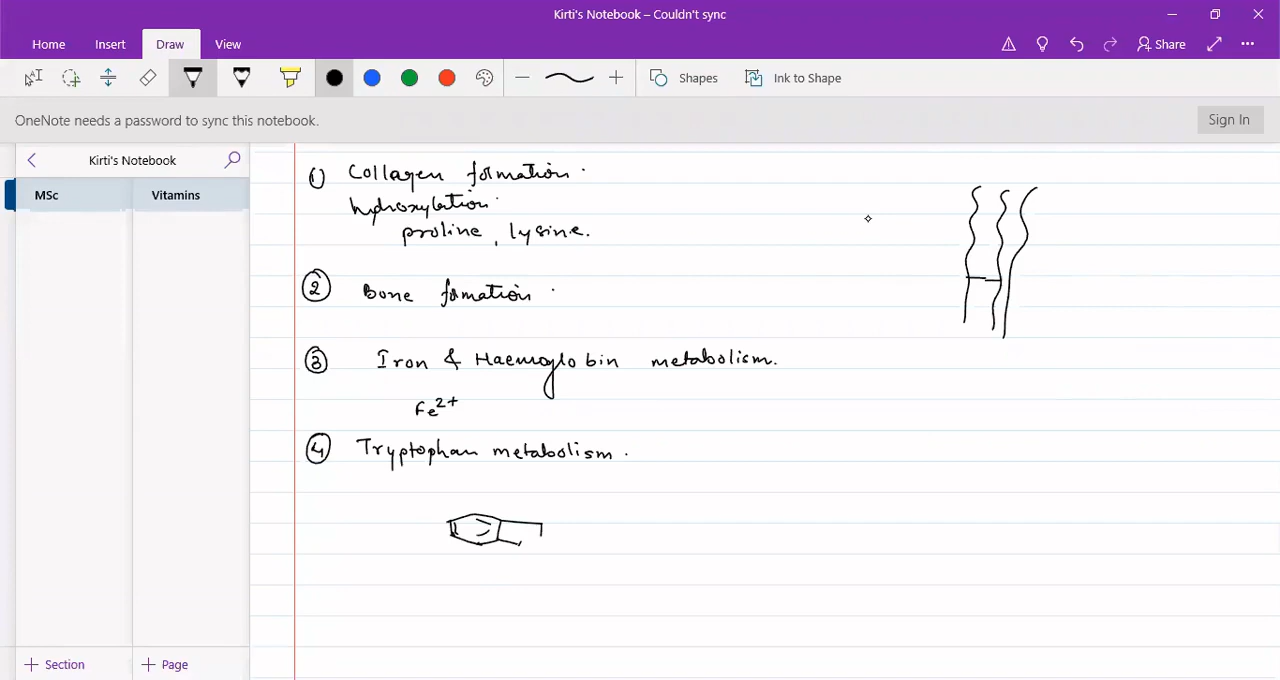 Kirti's Notebook – Couldn't sync
Home Insert Draw View
Share
Shapes Ink to Shape
OneNote needs a password to sync this notebook.
Sign In
Kirti's Notebook
MSc
Vitamins
1) Collagen formation.
hydroxylation.
proline, lysine.
2 Bone formation.
3 Iron & Haemoglobin metabolism.
Fe2+
4 Tryptophan metabolism.
+ Section + Page